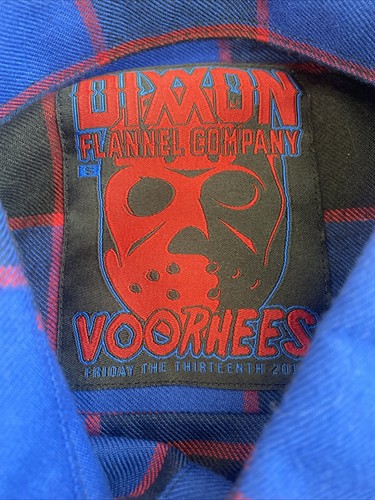 DIXXON
FLANNEL COMPANY
S
VOORHEES
FRIDAY THE THIRTEENTH